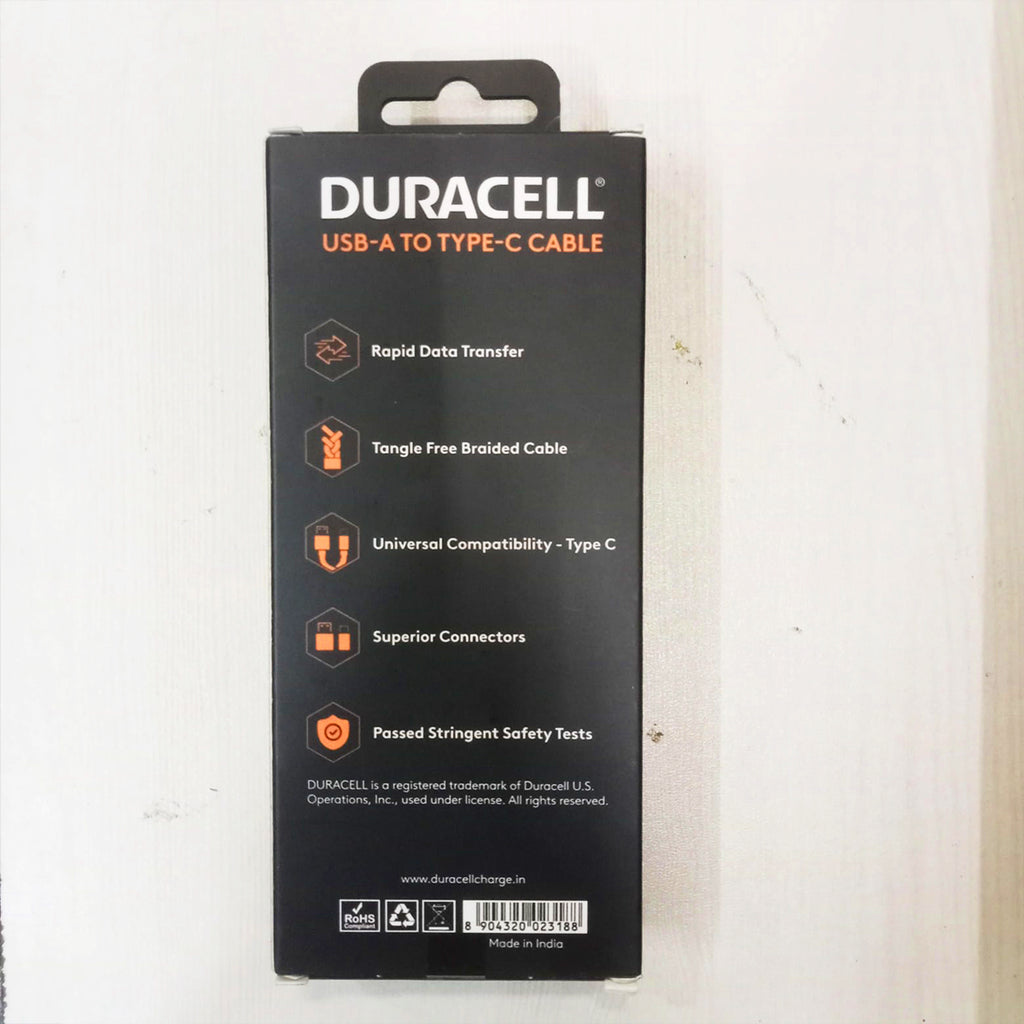 DURACELL®
USB-A TO TYPE-C CABLE
Rapid Data Transfer
Tangle Free Braided Cable
Universal Compatibility - Type C
Superior Connectors
Passed Stringent Safety Tests
DURACELL is a registered trademark of Duracell U.S.
Operations, Inc., used under license. All rights reserved.
www.duracellcharge.in
RoHS
Compliant
8 904320 023188
Made in India